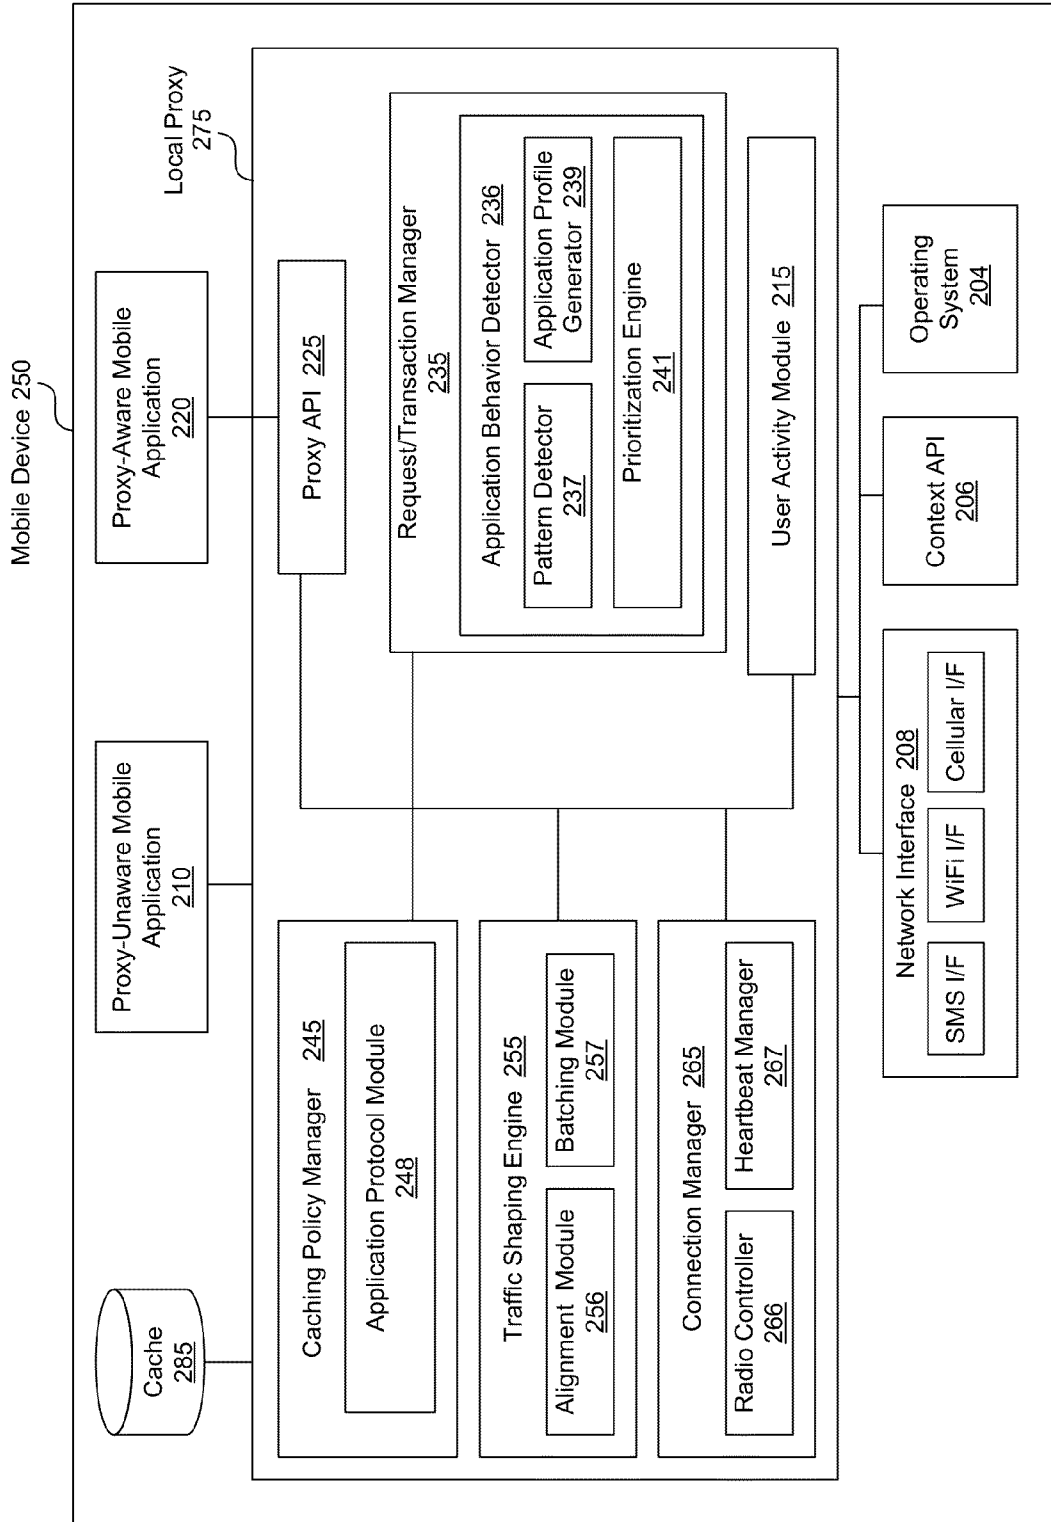 Mobile Device 250
Cache
285
Proxy-Unaware Mobile
Application
210
Proxy-Aware Mobile
Application
220
Local Proxy
275
Caching Policy Manager 245
Application Protocol Module
248
Traffic Shaping Engine 255
Alignment Module
256
Batching Module
257
Connection Manager 265
Radio Controller
266
Heartbeat Manager
267
Proxy API 225
Request/Transaction Manager
235
Application Behavior Detector 236
Pattern Detector
237
Application Profile
Generator 239
Prioritization Engine
241
User Activity Module 215
Network Interface 208
SMS I/F
WiFi I/F
Cellular I/F
Context API
206
Operating
System
204